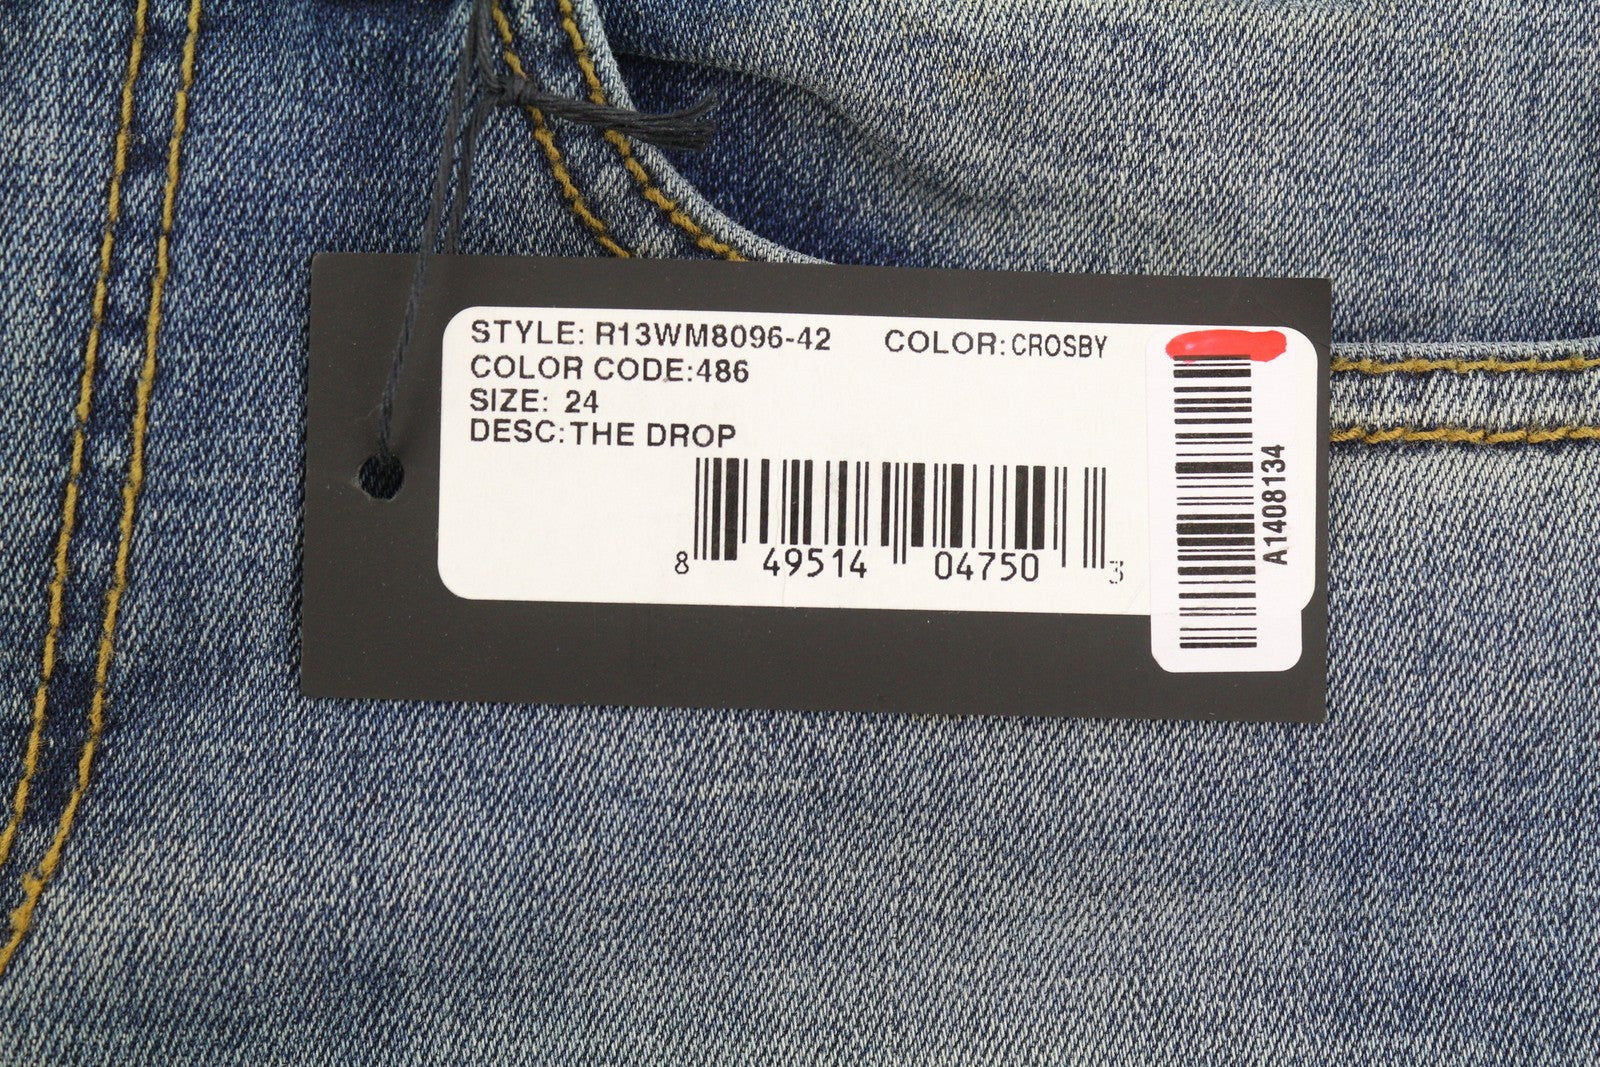 STYLE: R13WM8096-42 COLOR: CROSBY
COLOR CODE:486
SIZE: 24
DESC: THE DROP
8 49514 04750 3
A1408134